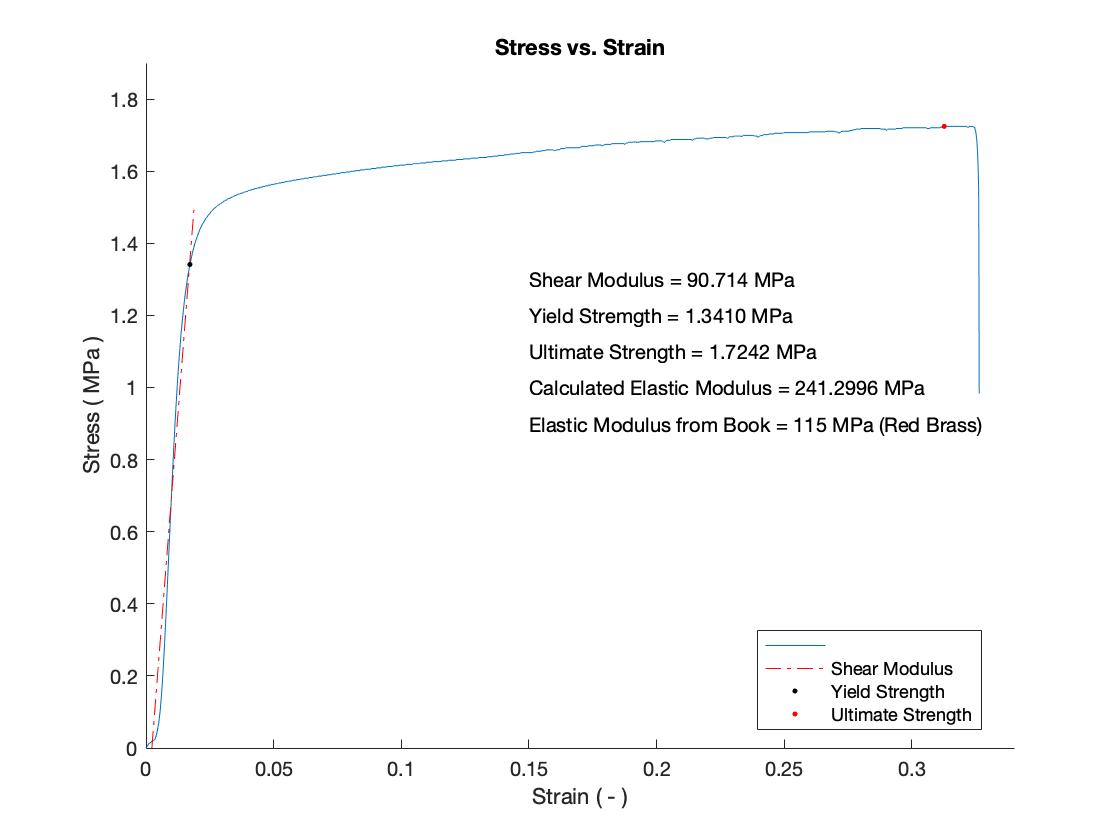 Stress vs. Strain
1.8
1.6
1.4
1.2
1
0.8
0.6
0.4
0.2
0
Stress ( MPa )
Shear Modulus = 90.714 MPa
Yield Stremgth = 1.3410 MPa
Ultimate Strength = 1.7242 MPa
Calculated Elastic Modulus = 241.2996 MPa
Elastic Modulus from Book = 115 MPa (Red Brass)
Shear Modulus
Yield Strength
Ultimate Strength
0 0.05 0.1 0.15 0.2 0.25 0.3
Strain ( - )